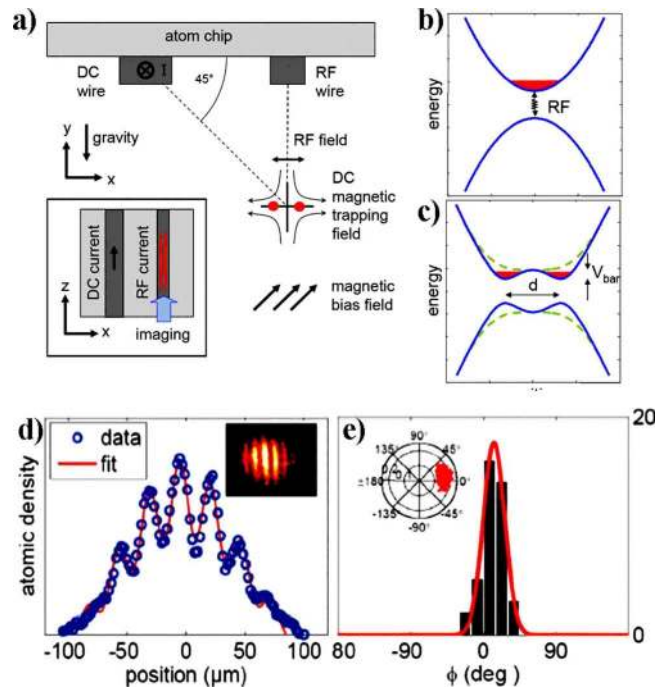 a)
atom chip
DC
wire
I
45°
RF
wire
y
gravity
x
RF field
DC
magnetic
trapping
field
DC current
RF current
z
x
imaging
magnetic
bias field
b)
energy
RF
c)
energy
V bar
d
d)
data
fit
atomic density
-100 -50 0 50 100
position (µm)
e)
90°
135° 45°
±180 0°
-135 -45°
-90°
20
0
80 -90 0 90
ϕ (deg )